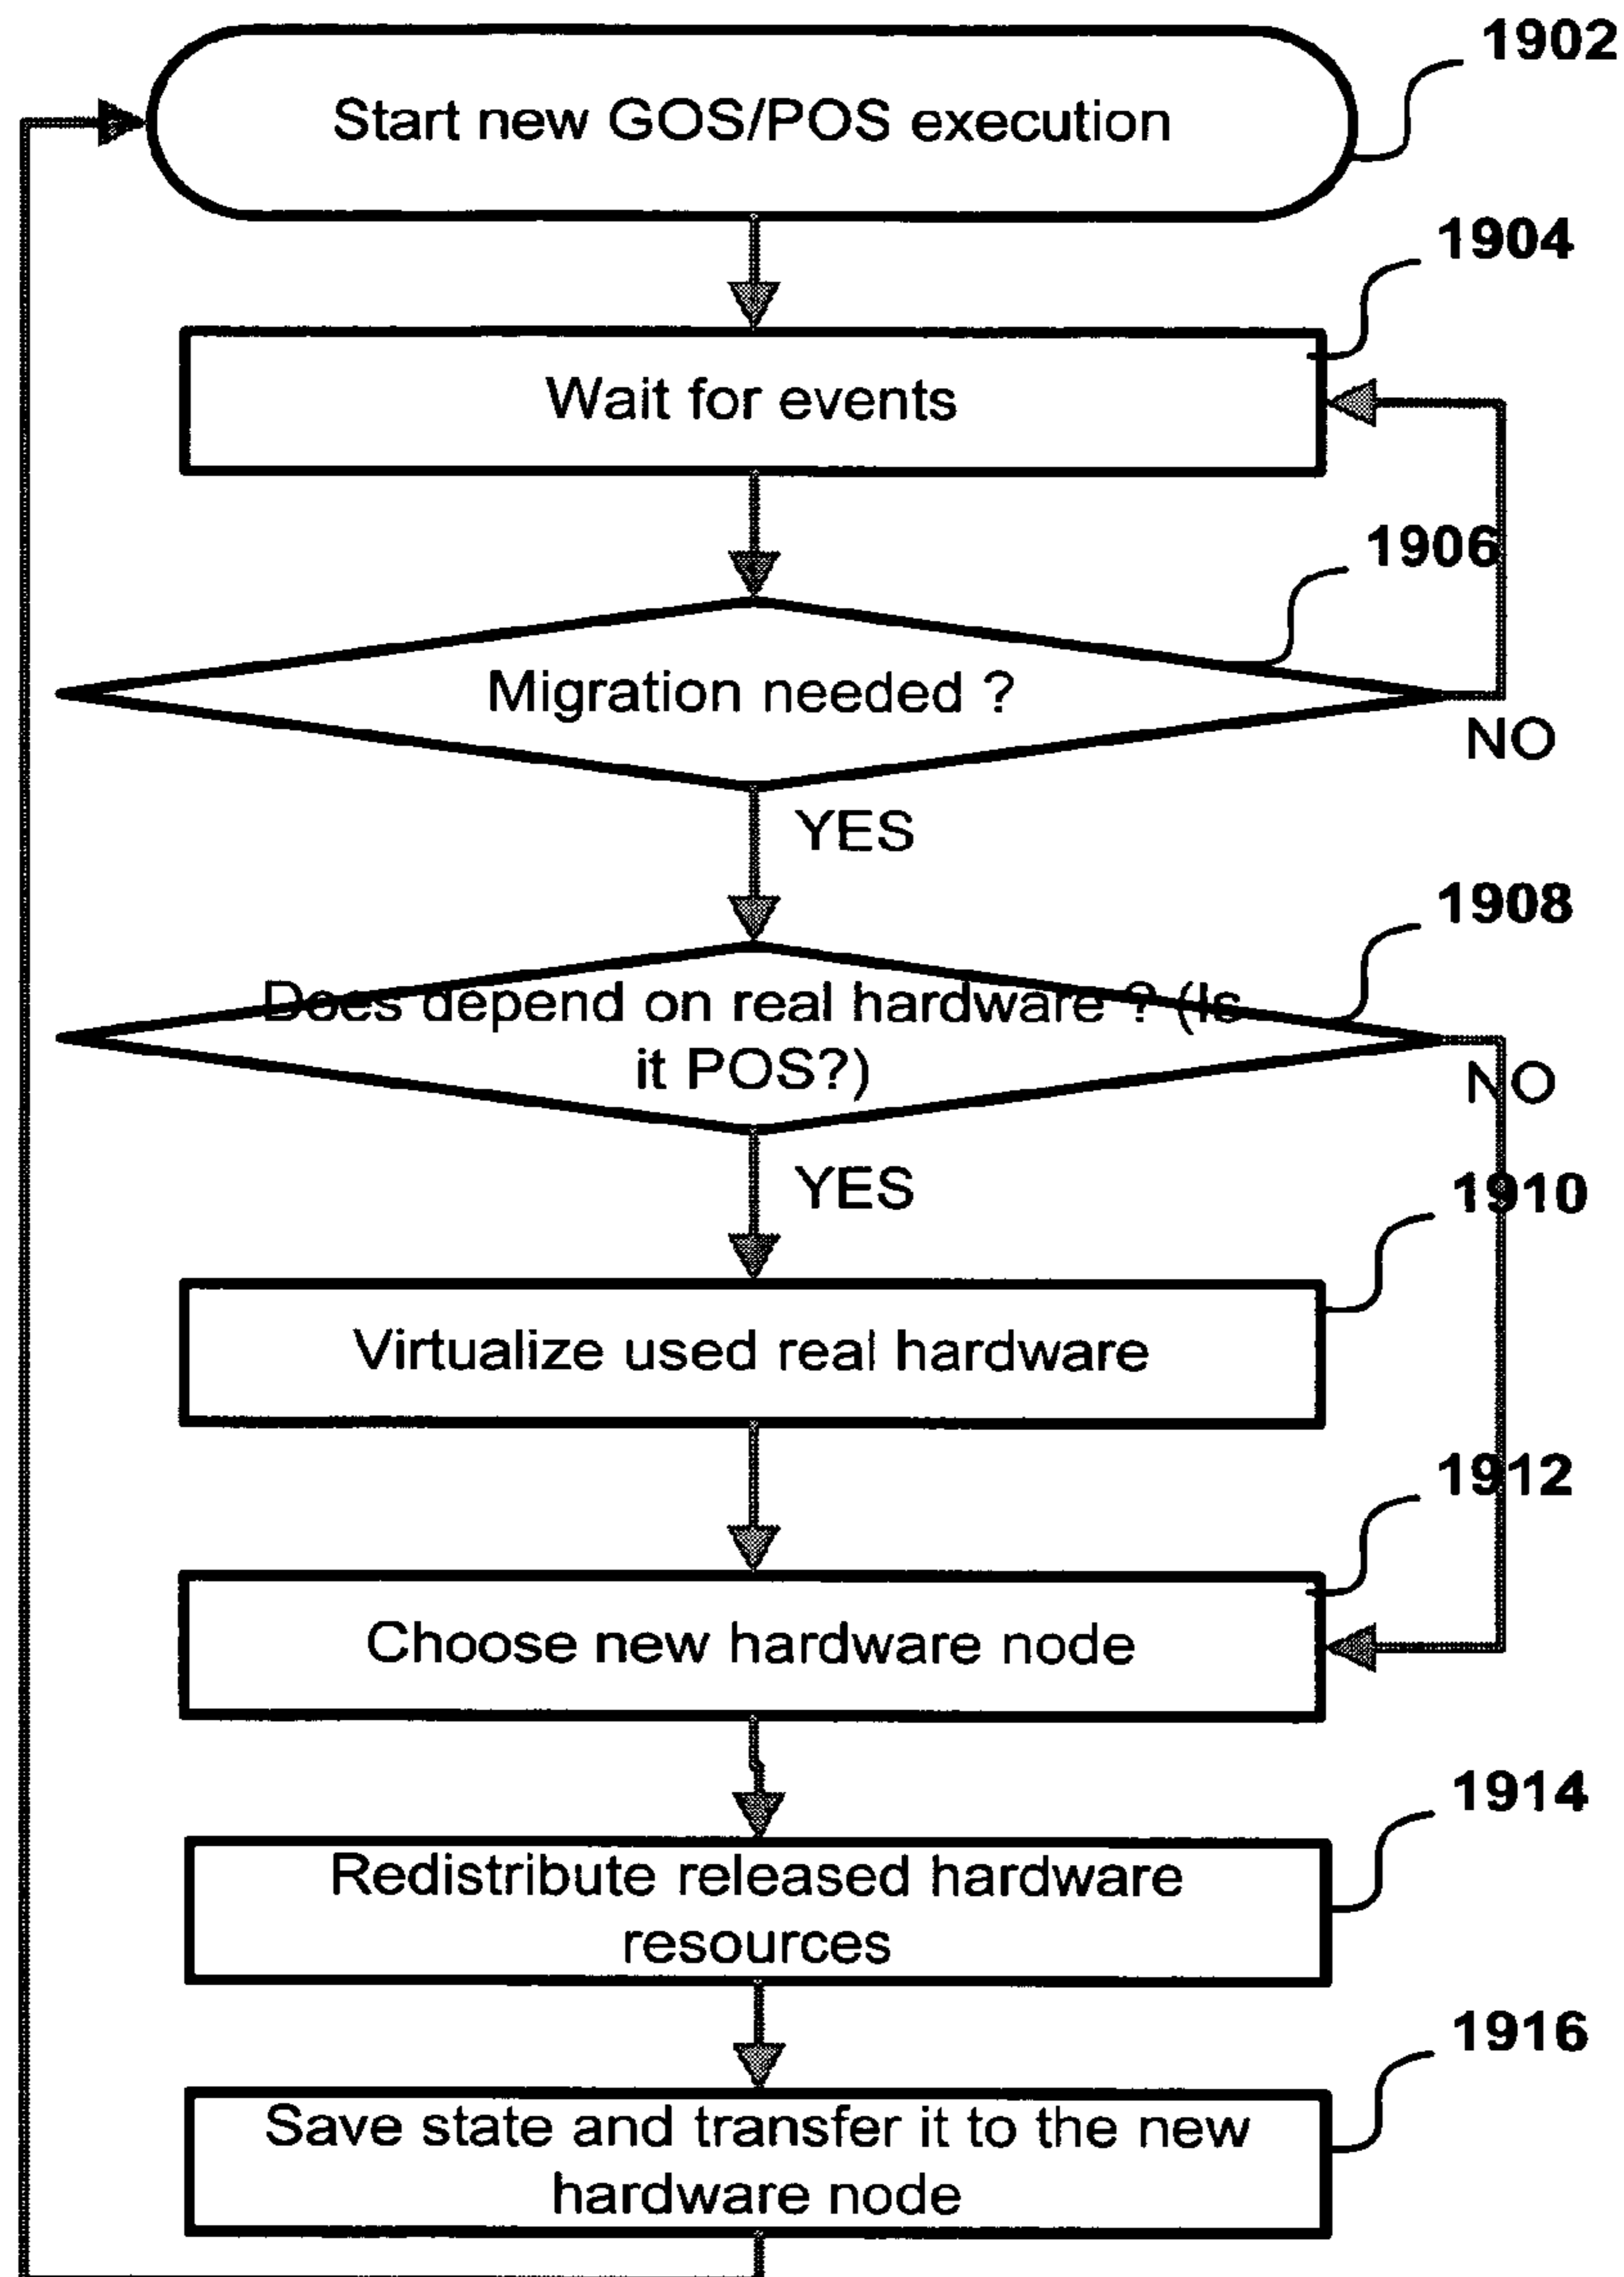 1902
Start new GOS/POS execution
1904
Wait for events
1906
Migration needed ?
NO
YES
1908
Does depend on real hardware ? (Is
it POS?)
NO
YES
1910
Virtualize used real hardware
1912
Choose new hardware node
1914
Redistribute released hardware
resources
1916
Save state and transfer it to the new
hardware node